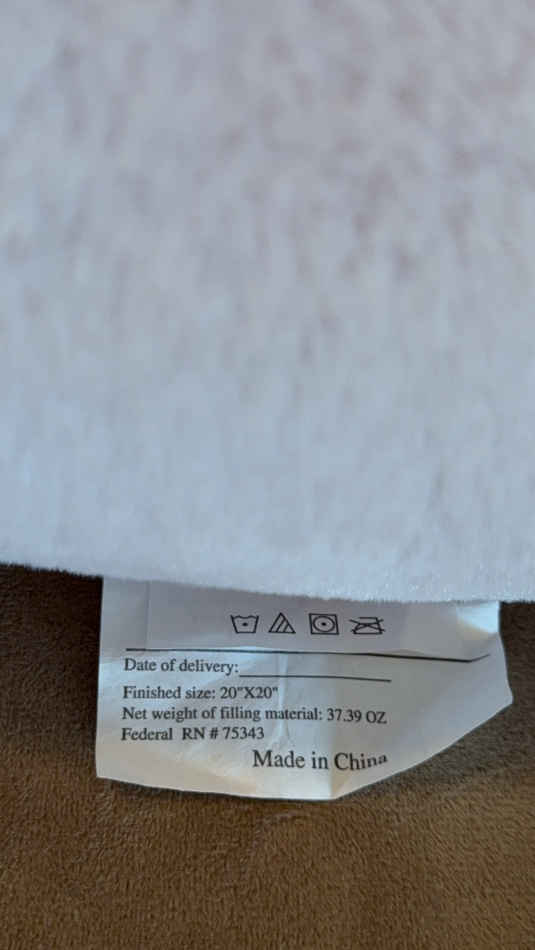 Date of delivery:
Finished size: 20"X20"
Net weight of filling material: 37.39 OZ
Federal RN # 75343
Made in China